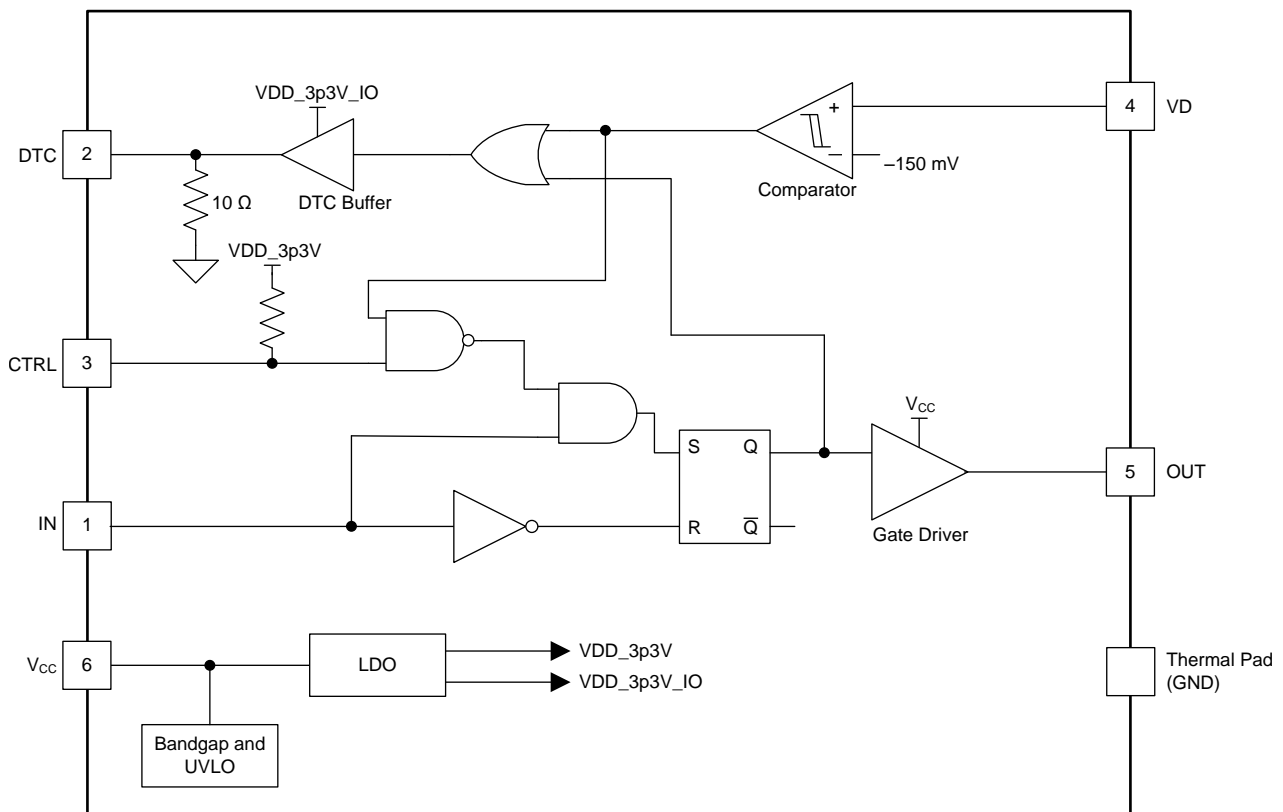 VDD_3p3V_IO
DTC
2
10 Ω
DTC Buffer
+
–
–150 mV
Comparator
4
VD
VDD_3p3V
CTRL
3
VCC
S
Q
R
Q̅
Gate Driver
5
OUT
IN
1
VCC
6
LDO
VDD_3p3V
VDD_3p3V_IO
Bandgap and
UVLO
Thermal Pad
(GND)